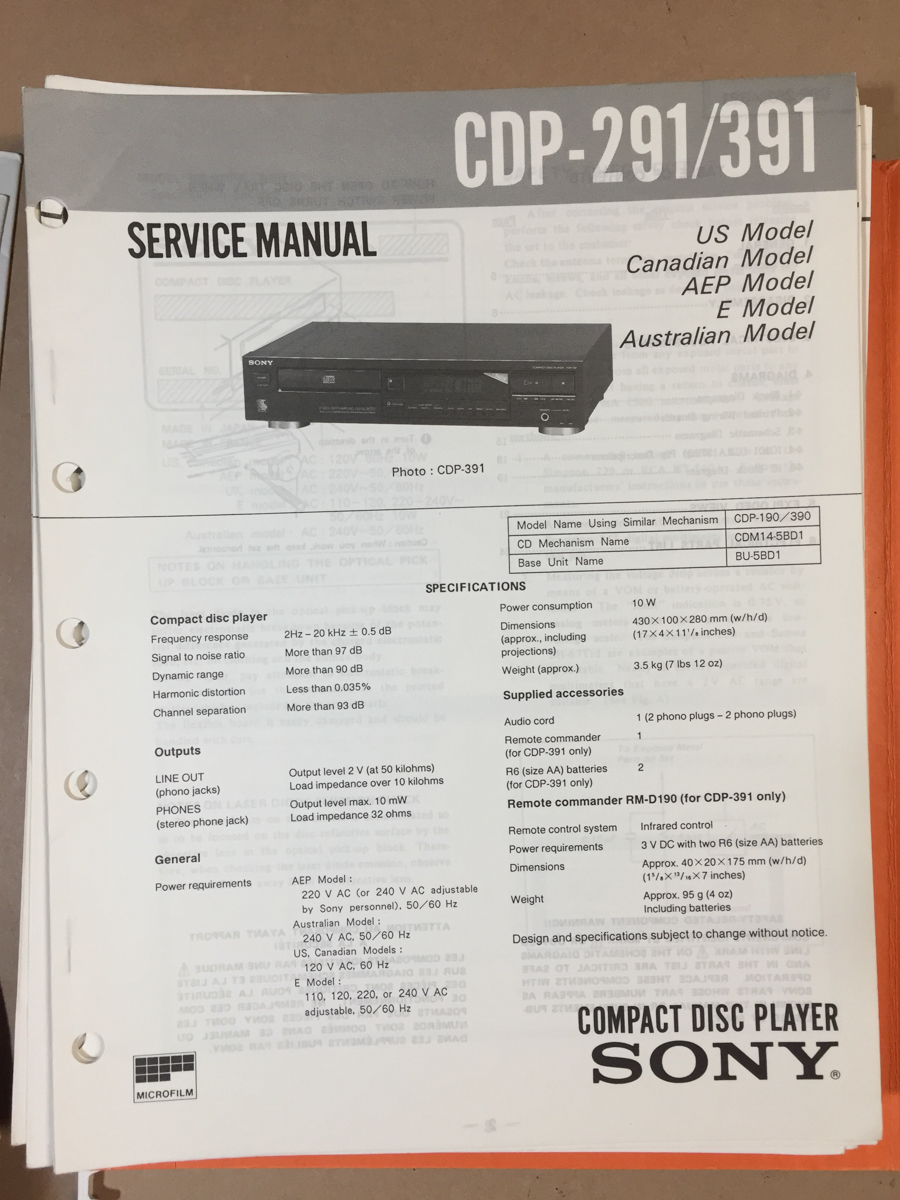 CDP-291/391
SERVICE MANUAL
US Model
Canadian Model
AEP Model
E Model
Australian Model
SONY
Photo : CDP-391
Model Name Using Similar Mechanism CDP-190/390
CD Mechanism Name CDM14-5BD1
Base Unit Name BU-5BD1
SPECIFICATIONS
Compact disc player
Frequency response 2Hz – 20 kHz ± 0.5 dB
Signal to noise ratio More than 97 dB
Dynamic range More than 90 dB
Harmonic distortion Less than 0.035%
Channel separation More than 93 dB
Outputs
LINE OUT Output level 2 V (at 50 kilohms)
(phono jacks) Load impedance over 10 kilohms
PHONES Output level max. 10 mW
(stereo phone jack) Load impedance 32 ohms
General
Power requirements AEP Model :
220 V AC (or 240 V AC adjustable
by Sony personnel), 50/60 Hz
Australian Model :
240 V AC, 50/60 Hz
US, Canadian Models :
120 V AC, 60 Hz
E Model :
110, 120, 220, or 240 V AC
adjustable, 50/60 Hz
Power consumption 10 W
Dimensions 430×100×280 mm (w/h/d)
(approx., including (17×4×11 1/8 inches)
projections)
Weight (approx.) 3.5 kg (7 lbs 12 oz)
Supplied accessories
Audio cord 1 (2 phono plugs – 2 phono plugs)
Remote commander 1
(for CDP-391 only)
R6 (size AA) batteries 2
(for CDP-391 only)
Remote commander RM-D190 (for CDP-391 only)
Remote control system Infrared control
Power requirements 3 V DC with two R6 (size AA) batteries
Dimensions Approx. 40×20×175 mm (w/h/d)
(1 5/8×13/16×7 inches)
Weight Approx. 95 g (4 oz)
Including batteries
Design and specifications subject to change without notice.
MICROFILM
COMPACT DISC PLAYER
SONY®